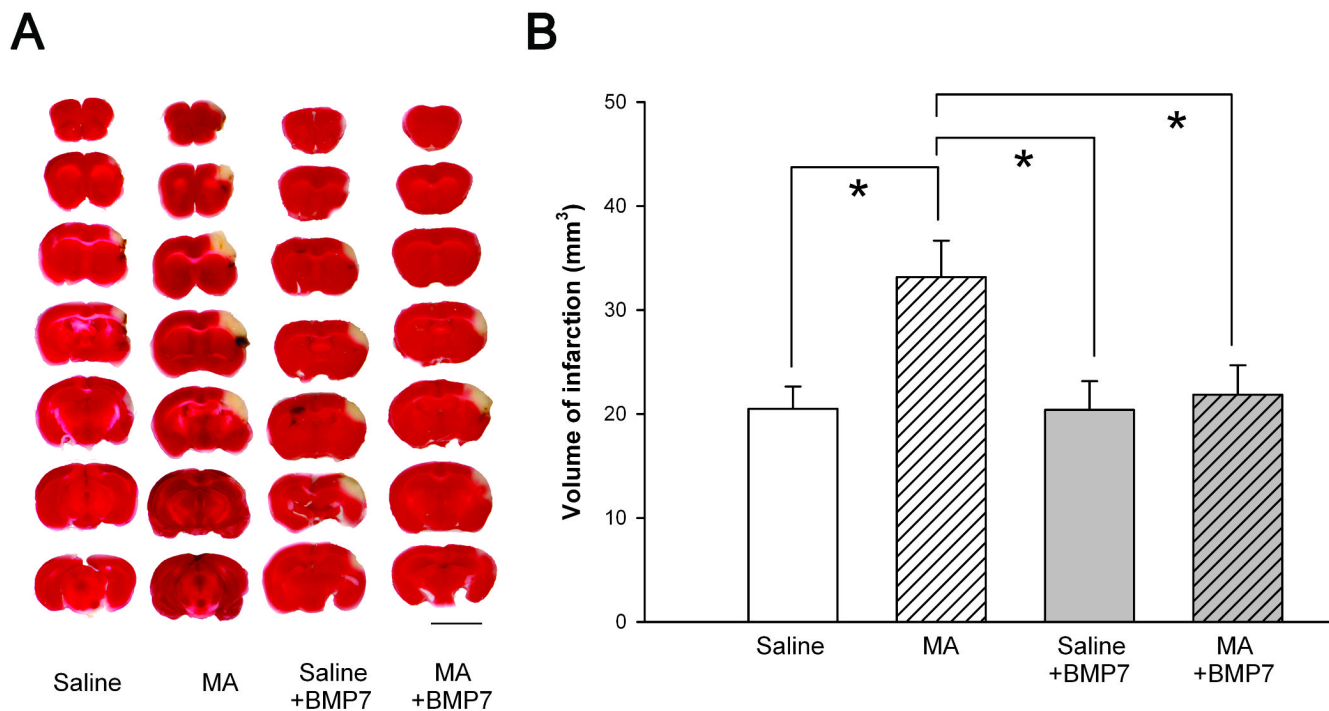 A
B
Saline
MA
Saline
+BMP7
MA
+BMP7
Volume of infarction (mm³)
50
40
30
20
10
0
*
*
*
Saline
MA
Saline
+BMP7
MA
+BMP7